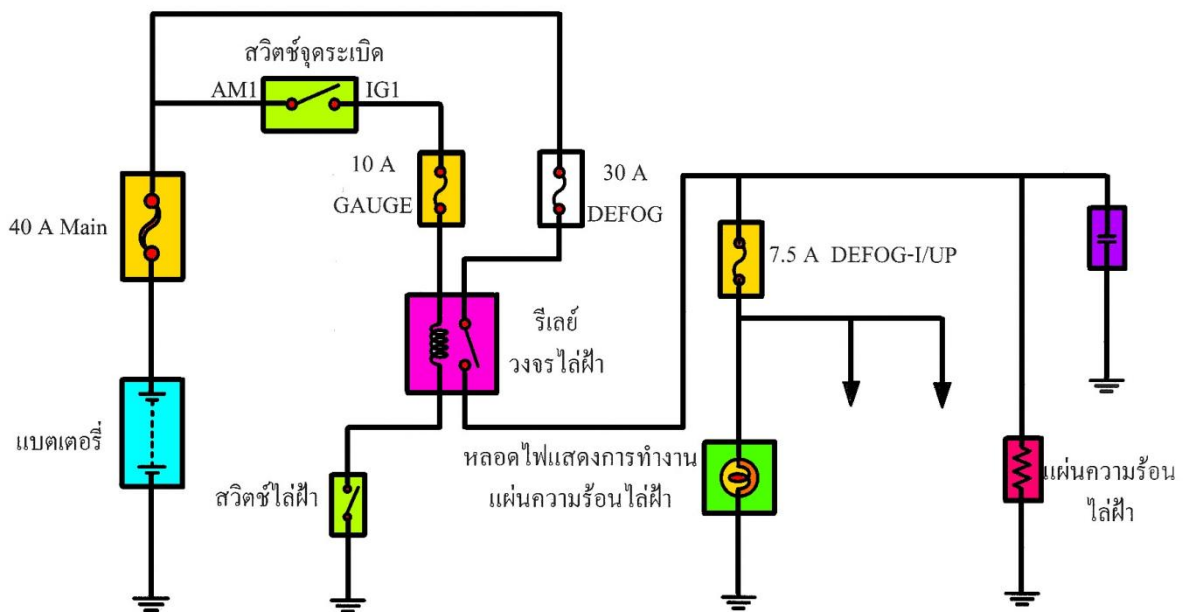 สวิตช์จุดระเบิด
AM1
IG1
10 A
GAUGE
30 A
DEFOG
40 A Main
7.5 A DEFOG-I/UP
รีเลย์
วงจรไล่ฝ้า
แบตเตอรี่
สวิตช์ไล่ฝ้า
หลอดไฟแสดงการทำงาน
แผ่นความร้อนไล่ฝ้า
แผ่นความร้อน
ไล่ฝ้า